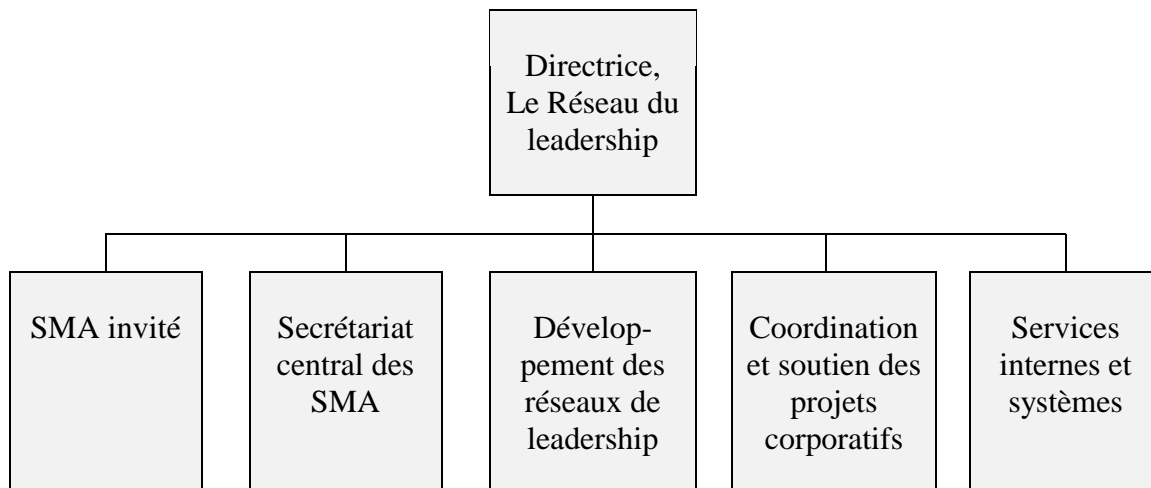 Directrice,
Le Réseau du
leadership
SMA invité
Secrétariat
central des
SMA
Dévelop-
pement des
réseaux de
leadership
Coordination
et soutien des
projets
corporatifs
Services
internes et
systèmes